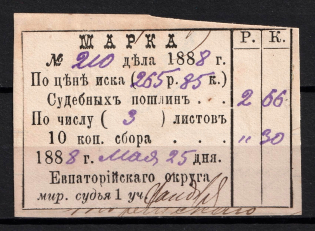 МАРКА Р. К.
№ 210 дѣла 1888 г.
По цѣнѣ иска (265 р. 85 к.)
Судебныхъ пошлинъ . . . 2 66
По числу ( 3 ) листовъ
10 коп. сбора . . . „ 30
1888 г. Мая 25 дня.
Евпаторійскаго округа
мир. судья 1 уч.